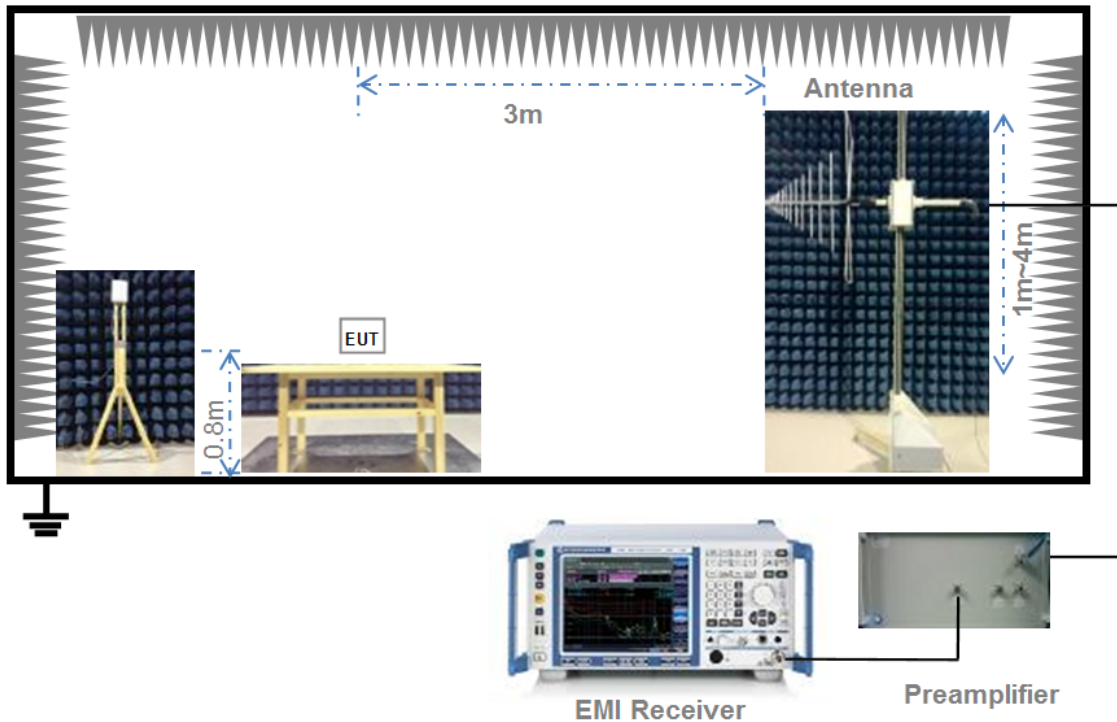 Antenna
3m
1m~4m
EUT
0.8m
EMI Receiver
Preamplifier